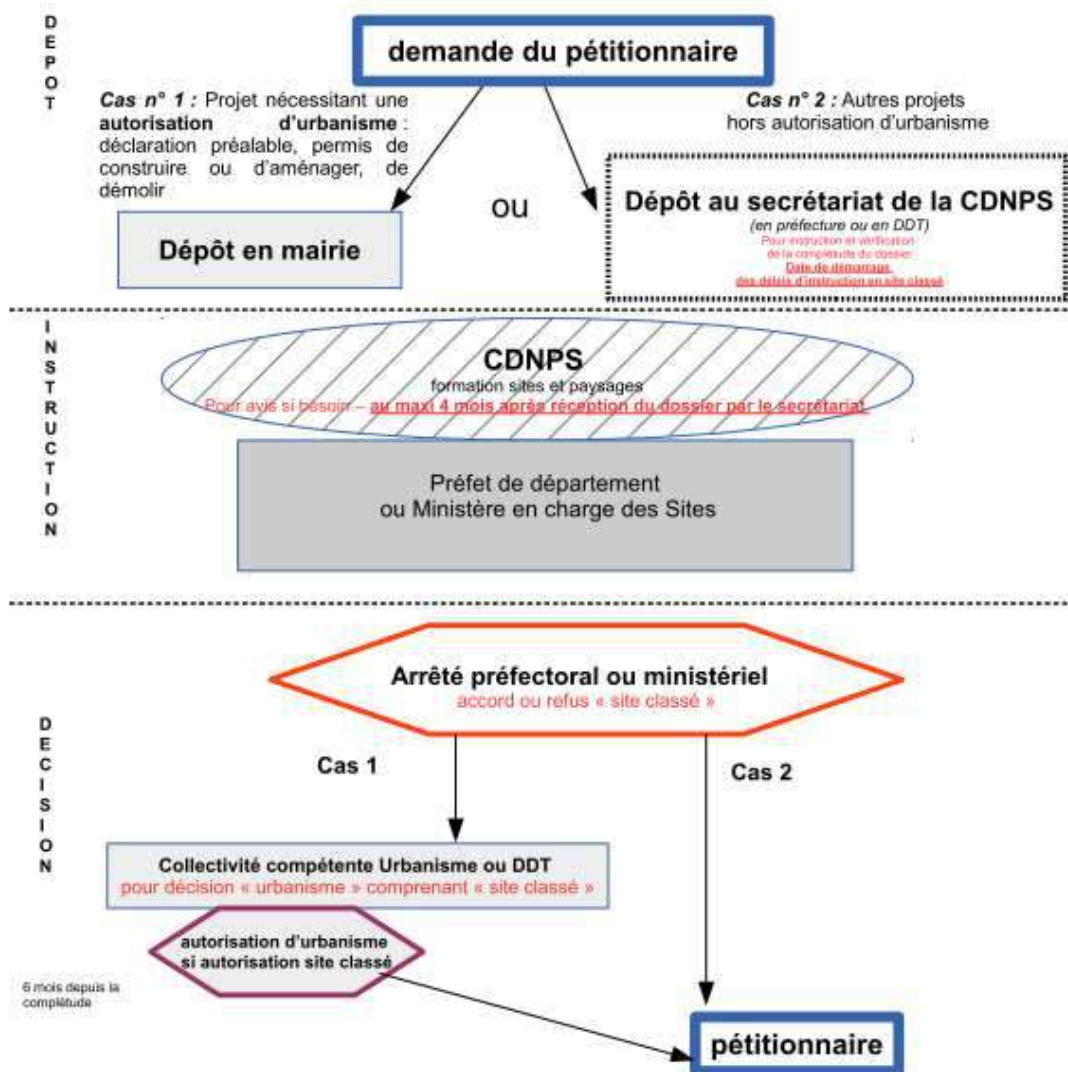 DEPOT
demande du pétitionnaire
Cas n° 1 : Projet nécessitant une
autorisation d'urbanisme :
déclaration préalable, permis de
construire ou d'aménager, de
démolir
Cas n° 2 : Autres projets
hors autorisation d'urbanisme
ou
Dépôt en mairie
Dépôt au secrétariat de la CDNPS
(en préfecture ou en DDT)
Pour instruction et vérification
de la complétude du dossier
Date de démarrage
des délais d'instruction en site classé
INSTRUCTION
CDNPS
formation sites et paysages
Pour avis si besoin – au maxi 4 mois après réception du dossier par le secrétariat
Préfet de département
ou Ministère en charge des Sites
DECISION
Arrêté préfectoral ou ministériel
accord ou refus « site classé »
Cas 1
Cas 2
Collectivité compétente Urbanisme ou DDT
pour décision « urbanisme » comprenant « site classé »
autorisation d'urbanisme
si autorisation site classé
6 mois depuis la
complétude
pétitionnaire